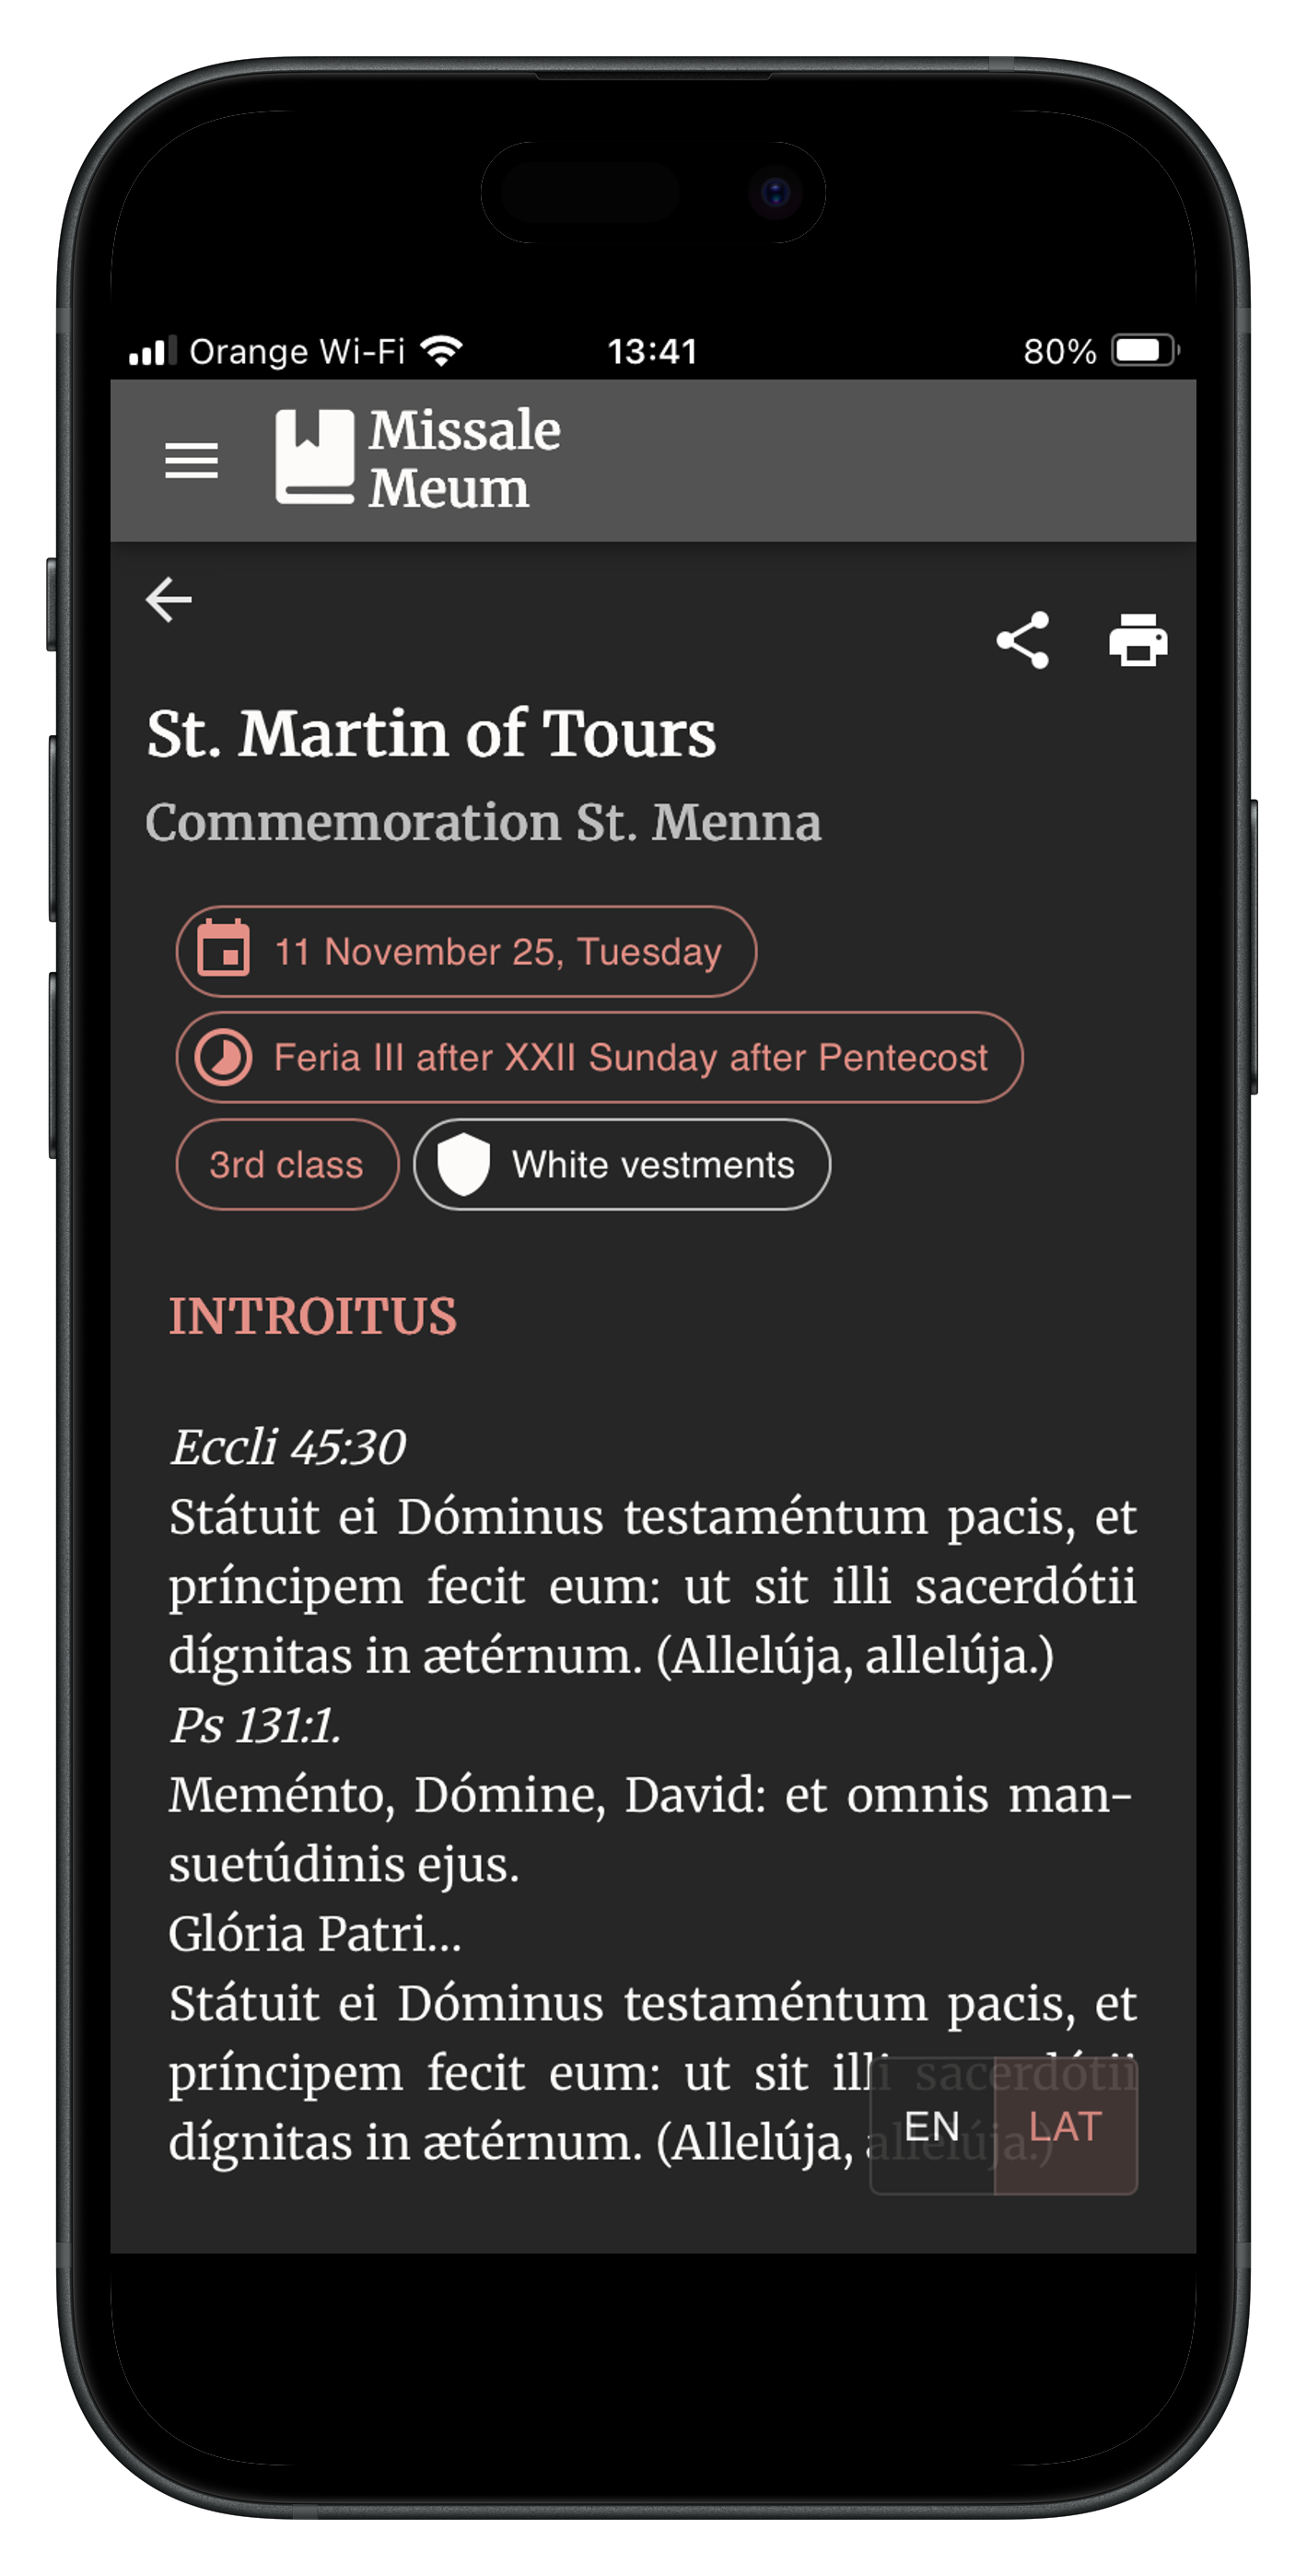 Orange Wi-Fi 13:41 80%
Missale
Meum
St. Martin of Tours
Commemoration St. Menna
11 November 25, Tuesday
Feria III after XXII Sunday after Pentecost
3rd class White vestments
INTROITUS
Eccli 45:30
Státuit ei Dóminus testaméntum pacis, et
príncipem fecit eum: ut sit illi sacerdótii
dígnitas in ætérnum. (Allelúja, allelúja.)
Ps 131:1.
Meménto, Dómine, David: et omnis man-
suetúdinis ejus.
Glória Patri...
Státuit ei Dóminus testaméntum pacis, et
príncipem fecit eum: ut sit illi sacerdótii
dígnitas in ætérnum. (Allelúja, allelúja.)
EN LAT